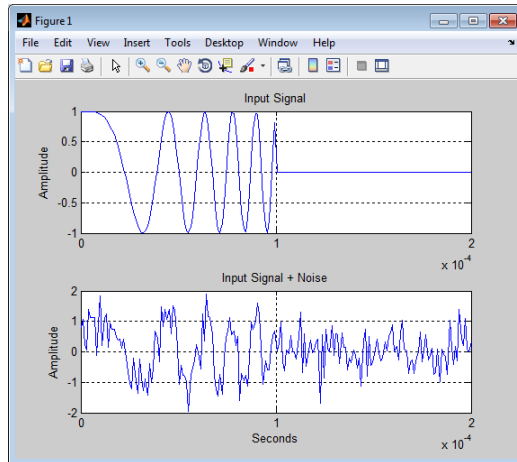 Figure 1
File Edit View Insert Tools Desktop Window Help
Input Signal
Amplitude
1
0.5
0
-0.5
-1
0 1 2
x 10^-4
Input Signal + Noise
Amplitude
2
1
0
-1
-2
0 1 2
Seconds
x 10^-4